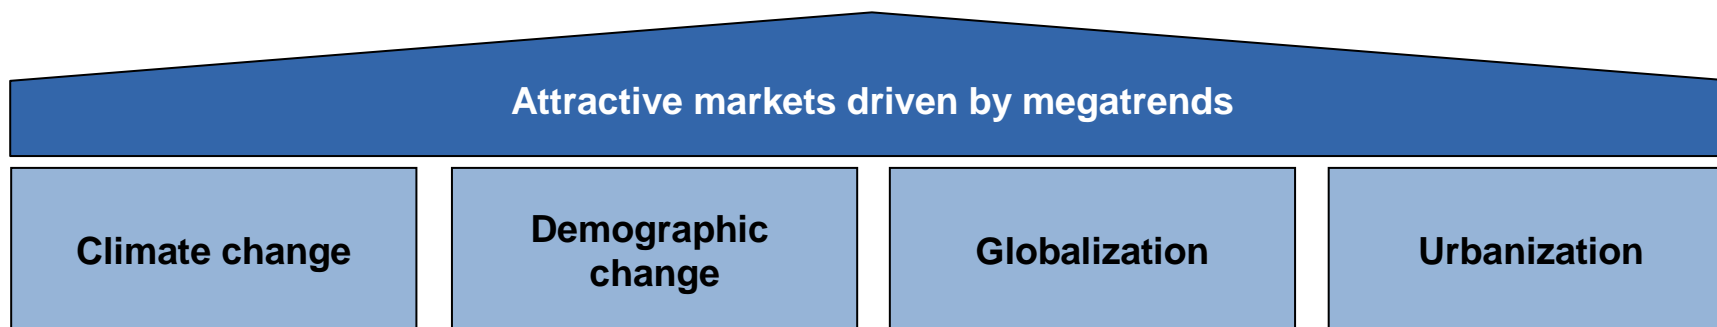 Attractive markets driven by megatrends
Climate change
Demographic
change
Globalization
Urbanization